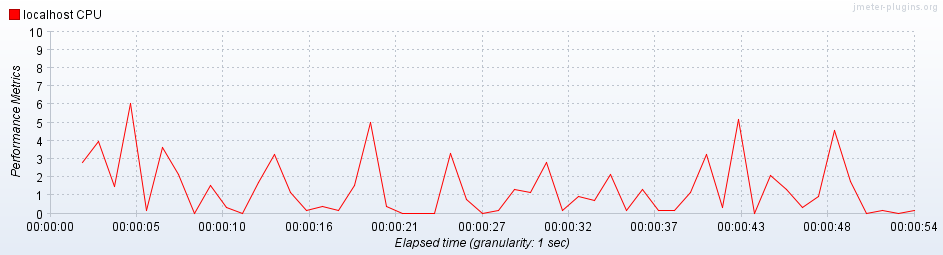 jmeter-plugins.org
localhost CPU
10
9
8
7
6
5
4
3
2
1
0
Performance Metrics
00:00:00 00:00:05 00:00:10 00:00:16 00:00:21 00:00:27 00:00:32 00:00:37 00:00:43 00:00:48 00:00:54
Elapsed time (granularity: 1 sec)